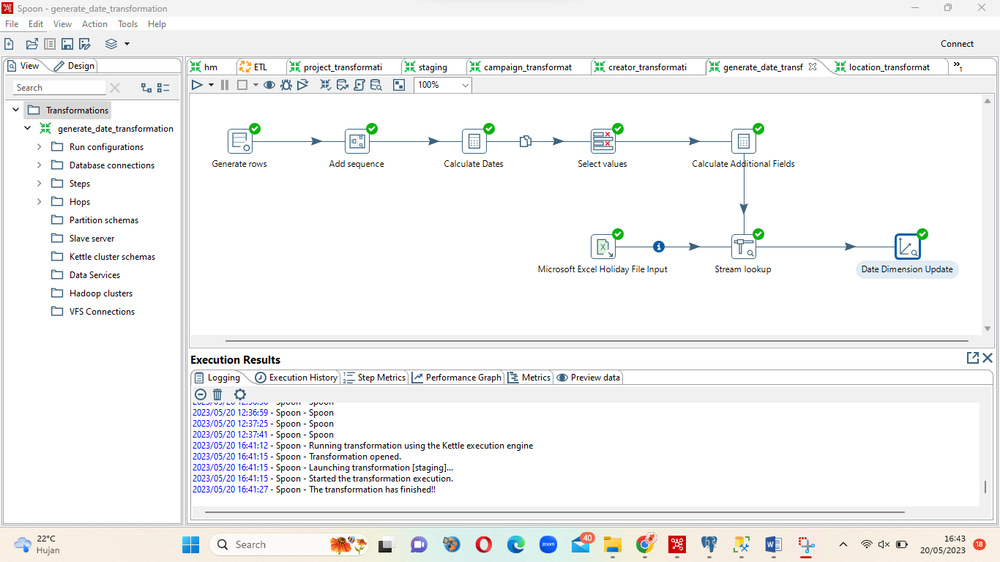 Spoon - generate_date_transformation
File Edit View Action Tools Help
Connect
View Design
hm ETL project_transformati staging campaign_transformat creator_transformati generate_date_transf location_transformat »1
Search
100%
Transformations
generate_date_transformation
Run configurations
Database connections
Steps
Hops
Partition schemas
Slave server
Kettle cluster schemas
Data Services
Hadoop clusters
VFS Connections
Generate rows Add sequence Calculate Dates Select values Calculate Additional Fields
Microsoft Excel Holiday File Input Stream lookup Date Dimension Update
Execution Results
Logging Execution History Step Metrics Performance Graph Metrics Preview data
2023/05/20 12:36:59 - Spoon - Spoon
2023/05/20 12:37:25 - Spoon - Spoon
2023/05/20 12:37:41 - Spoon - Spoon
2023/05/20 16:41:12 - Spoon - Running transformation using the Kettle execution engine
2023/05/20 16:41:15 - Spoon - Transformation opened.
2023/05/20 16:41:15 - Spoon - Launching transformation [staging]...
2023/05/20 16:41:15 - Spoon - Started the transformation execution.
2023/05/20 16:41:27 - Spoon - The transformation has finished!!
22°C
Hujan
Search
zoom
40
16:43
20/05/2023
18